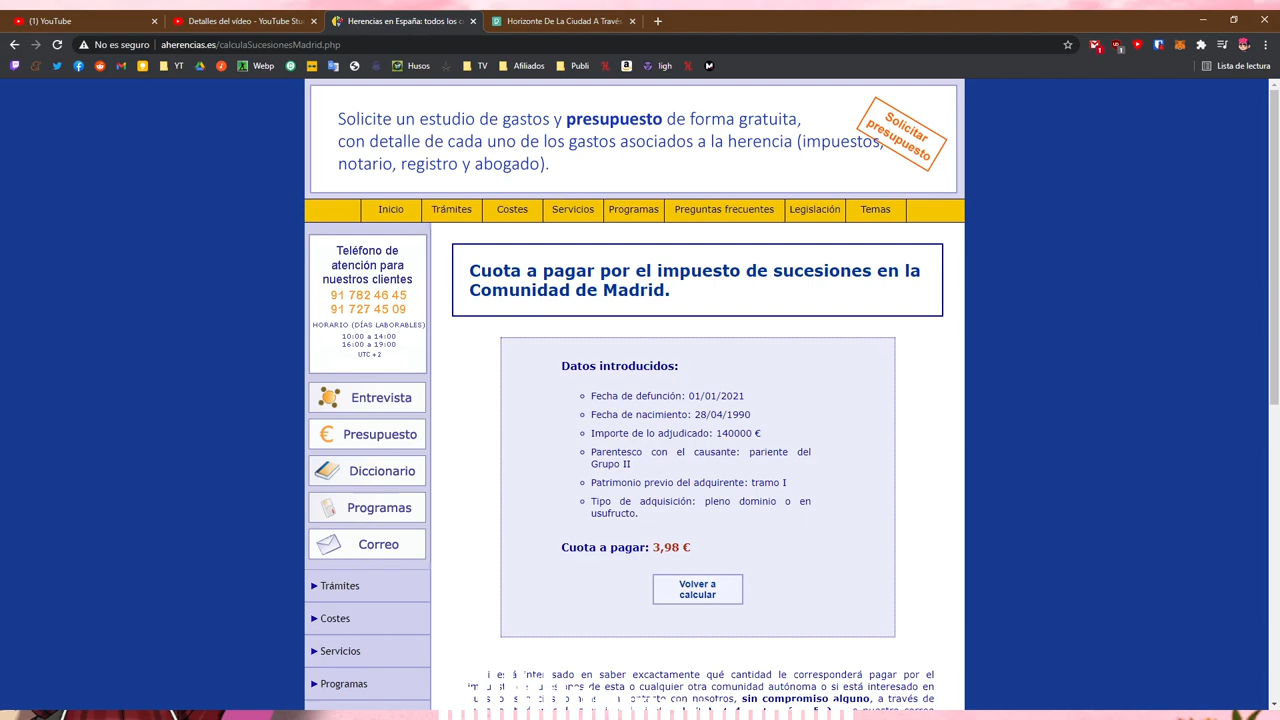 (1) YouTube
Detalles del vídeo - YouTube Stu
Herencias en España: todos los c
Horizonte De La Ciudad A Través
No es seguro
aherencias.es/calculaSucesionesMadrid.php
YT
Webp
Husos
TV
Afiliados
Publi
ligh
Lista de lectura
Solicite un estudio de gastos y presupuesto de forma gratuita,
con detalle de cada uno de los gastos asociados a la herencia (impuestos,
notario, registro y abogado).
Solicitar
presupuesto
Inicio
Trámites
Costes
Servicios
Programas
Preguntas frecuentes
Legislación
Temas
Teléfono de
atención para
nuestros clientes
91 782 46 45
91 727 45 09
HORARIO (DÍAS LABORABLES)
10:00 a 14:00
16:00 a 19:00
UTC +2
Entrevista
Presupuesto
Diccionario
Programas
Correo
Trámites
Costes
Servicios
Programas
Cuota a pagar por el impuesto de sucesiones en la
Comunidad de Madrid.
Datos introducidos:
Fecha de defunción: 01/01/2021
Fecha de nacimiento: 28/04/1990
Importe de lo adjudicado: 140000 €
Parentesco con el causante: pariente del
Grupo II
Patrimonio previo del adquirente: tramo I
Tipo de adquisición: pleno dominio o en
usufructo.
Cuota a pagar: 3,98 €
Volver a
calcular
i está interesado en saber excactamente qué cantidad le corresponderá pagar por el
de esta o cualquier otra comunidad autónoma o si está interesado en
contacto con nosotros, sin compromiso alguno, a través de